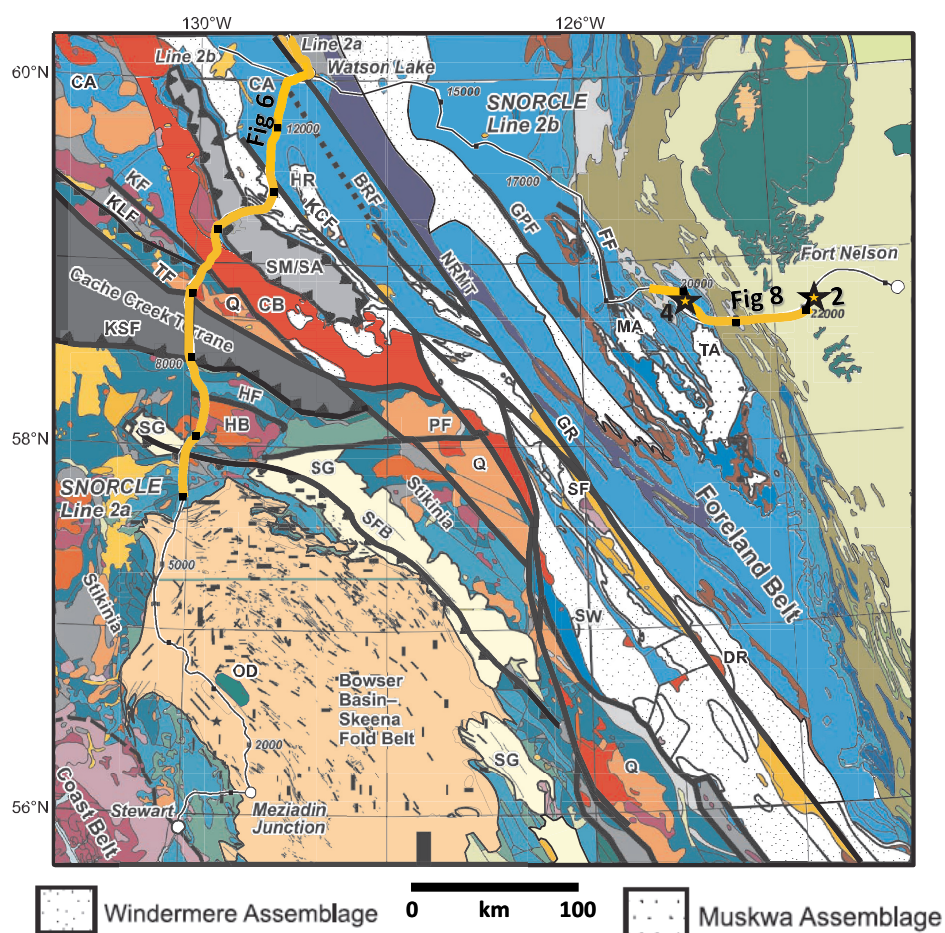 130°W
126°W
60°N
58°N
56°N
Line 2b
Line 2a
Watson Lake
CA
CA
Fig 6
12000
15000
SNORCLE
Line 2b
17000
HR
KCF
BRF
GPF
FF
KF
KLF
TF
SM/SA
NRMT
Fort Nelson
20000
4
Fig 8
2
22000
Q
CB
Cache Creek Terrane
KSF
8000
MA
TA
HF
HB
SG
PF
GR
Q
SG
SF
SNORCLE
Line 2a
Stikinia
SFB
Foreland Belt
5000
Stikinia
SW
DR
OD
Bowser
Basin–
Skeena
Fold Belt
2000
SG
Q
Coast Belt
Stewart
Meziadin
Junction
Windermere Assemblage
0 km 100
Muskwa Assemblage